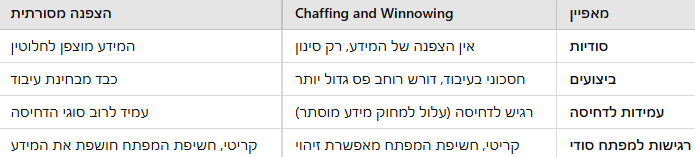 מאפיין Chaffing and Winnowing הצפנה מסורתית
סודיות אין הצפנה של המידע, רק סינון המידע מוצפן לחלוטין
ביצועים חסכוני בעיבוד, דורש רוחב פס גדול יותר כבד מבחינת עיבוד
עמידות לדחיסה רגיש לדחיסה (עלול למחוק מידע מוסתר) עמיד לרוב סוגי הדחיסה
רגישות למפתח סודי קריטי, חשיפת המפתח מאפשרת זיהוי קריטי, חשיפת המפתח חושפת את המידע